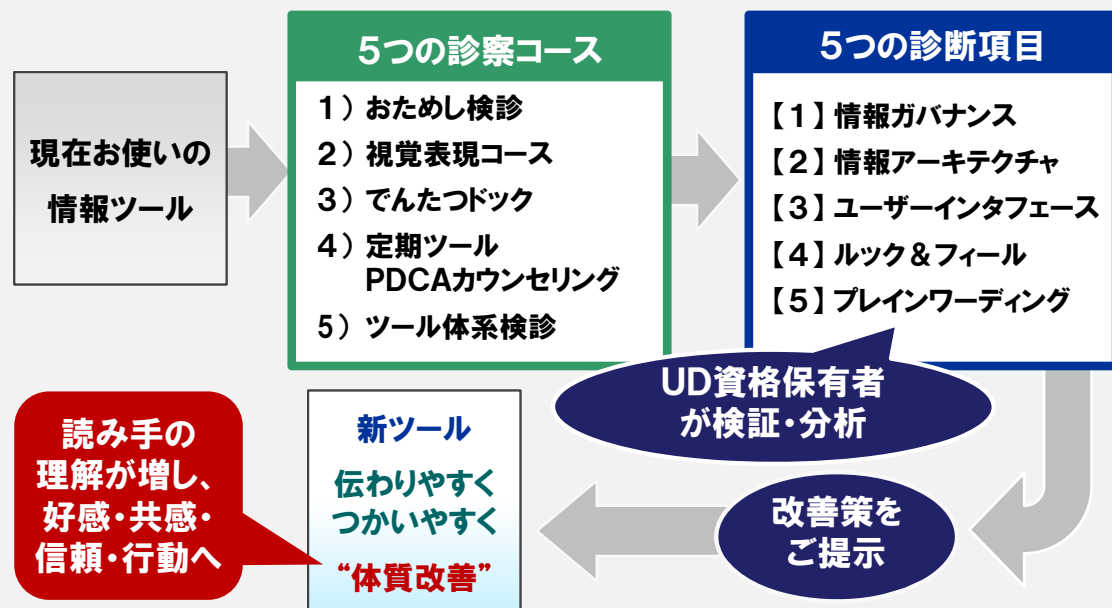 現在お使いの
情報ツール
5つの診察コース
1）おためし検診
2）視覚表現コース
3）でんたつドック
4）定期ツール
PDCAカウンセリング
5）ツール体系検診
5つの診断項目
【1】情報ガバナンス
【2】情報アーキテクチャ
【3】ユーザーインタフェース
【4】ルック＆フィール
【5】プレインワーディング
UD資格保有者
が検証・分析
改善策を
ご提示
新ツール
伝わりやすく
つかいやすく
“体質改善”
読み手の
理解が増し、
好感・共感・
信頼・行動へ